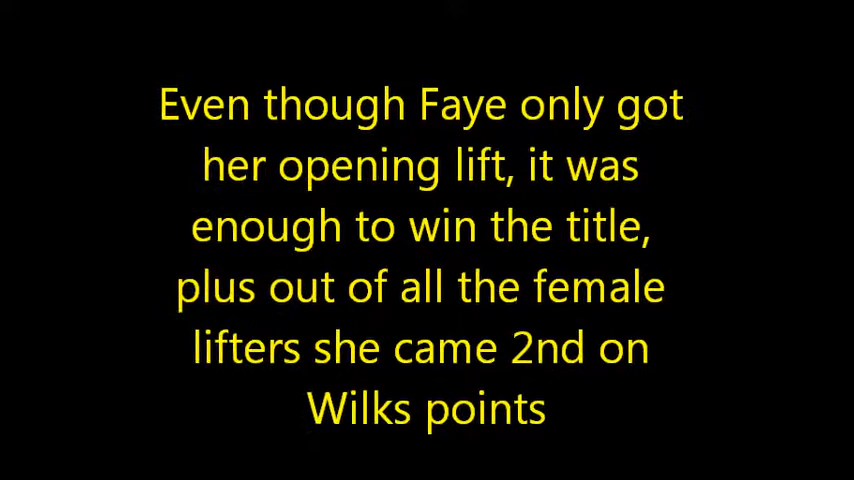 Even though Faye only got
her opening lift, it was
enough to win the title,
plus out of all the female
lifters she came 2nd on
Wilks points